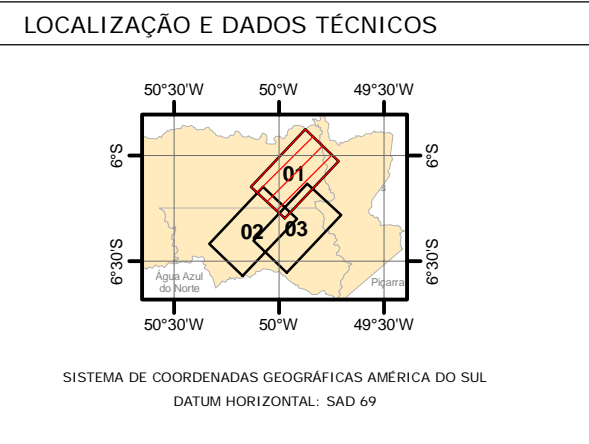 LOCALIZAÇÃO E DADOS TÉCNICOS
50°30'W 50°W 49°30'W
6°S 6°S
01
S
02 03
6°30'S 6°30'S
Água Azul
do Norte
Piçarra
50°30'W 50°W 49°30'W
SISTEMA DE COORDENADAS GEOGRÁFICAS AMÉRICA DO SUL
DATUM HORIZONTAL: SAD 69